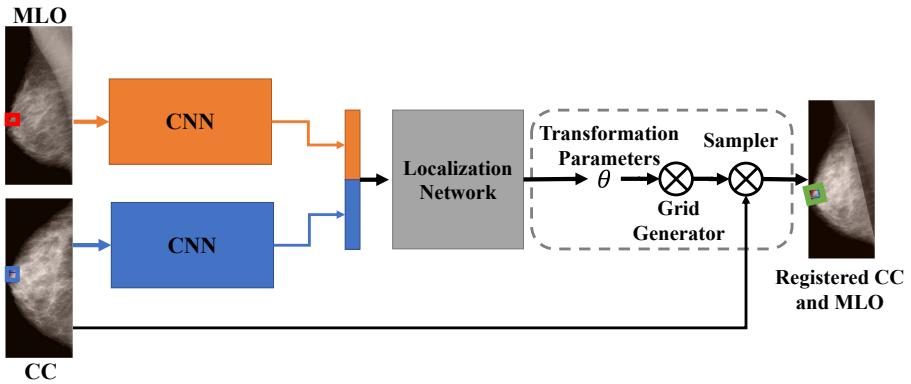 MLO
CNN
CNN
CC
Localization
Network
Transformation
Parameters
θ
Grid
Generator
Sampler
Registered CC
and MLO